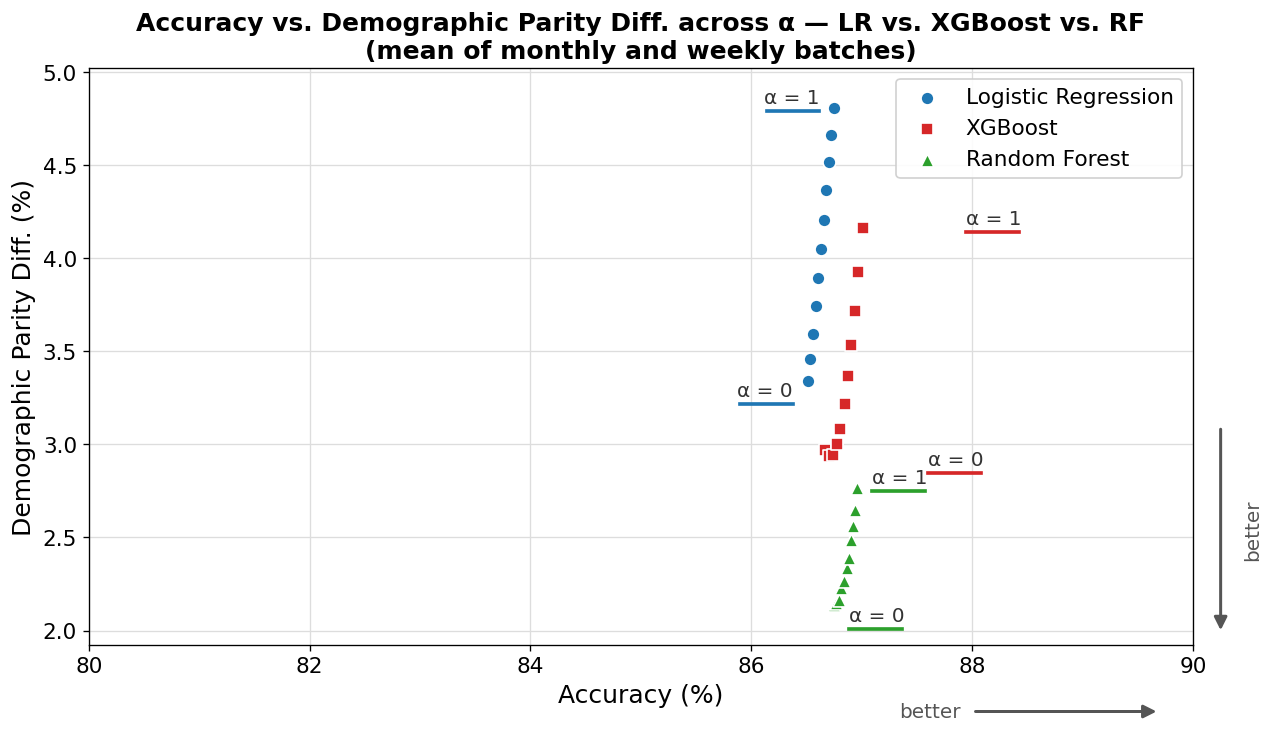 Accuracy vs. Demographic Parity Diff. across α — LR vs. XGBoost vs. RF
(mean of monthly and weekly batches)
Demographic Parity Diff. (%)
5.0
4.5
4.0
3.5
3.0
2.5
2.0
α = 1
α = 0
Logistic Regression
XGBoost
Random Forest
α = 1
α = 0
α = 1
α = 0
80
82
84
86
88
90
Accuracy (%)
better
better